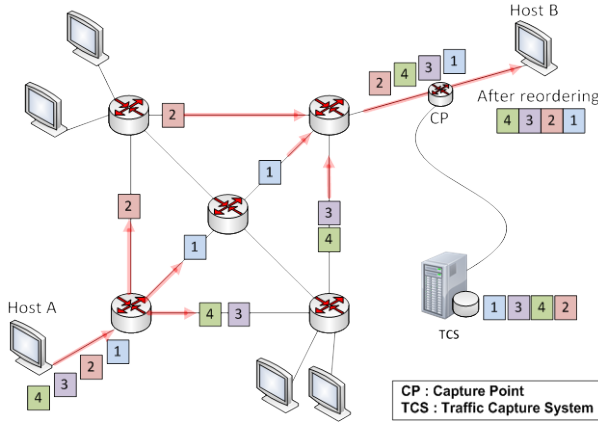 Host B
2 4 3 1
After reordering
CP
4 3 2 1
2
1
2
3
4
1
Host A
4 3
1 3 4 2
TCS
4 3 2 1
CP : Capture Point
TCS : Traffic Capture System